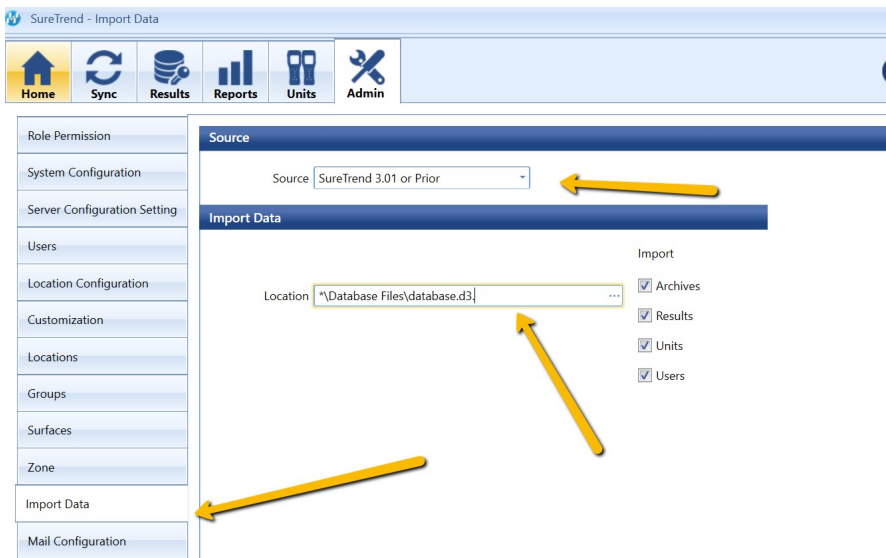 SureTrend - Import Data
Home Sync Results Reports Units Admin
Role Permission
System Configuration
Server Configuration Setting
Users
Location Configuration
Customization
Locations
Groups
Surfaces
Zone
Import Data
Mail Configuration
Source
Source SureTrend 3.01 or Prior
Import Data
Import
Location *\Database Files\database.d3. ...
Archives
Results
Units
Users